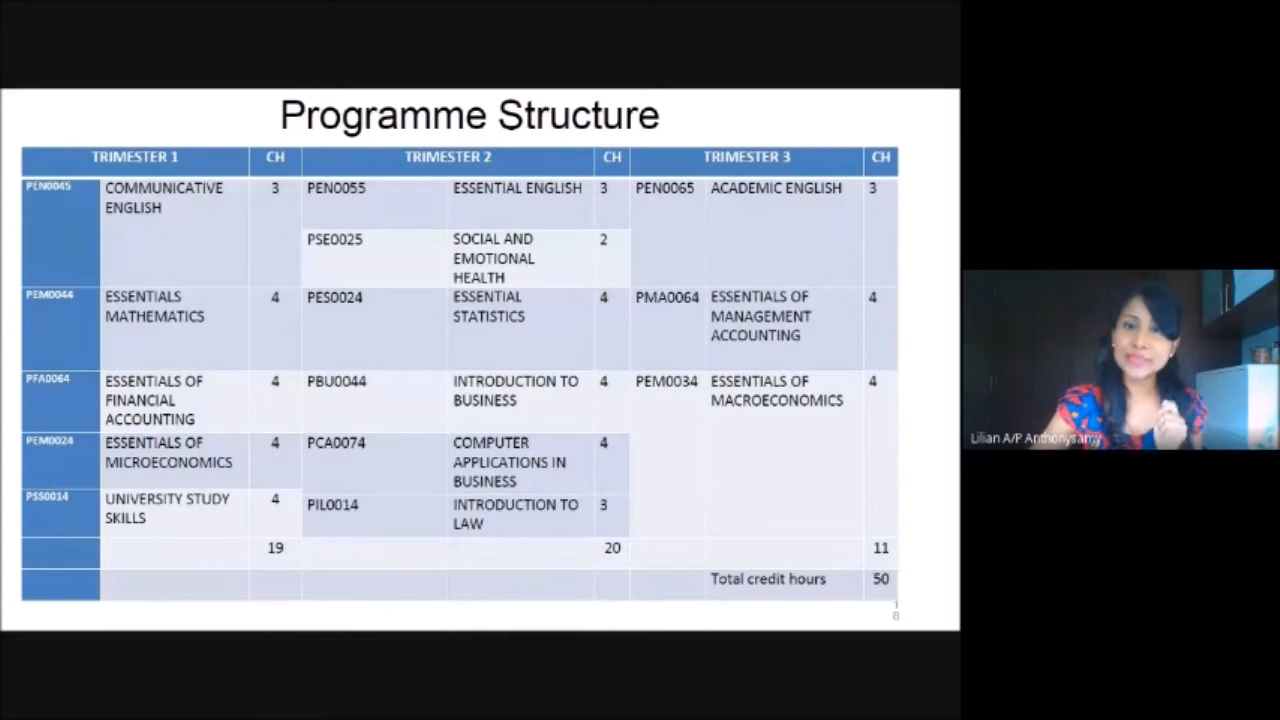 Programme Structure
TRIMESTER 1 CH TRIMESTER 2 CH TRIMESTER 3 CH
PEN0045 COMMUNICATIVE 3 PEN0055 ESSENTIAL ENGLISH 3 PEN0065 ACADEMIC ENGLISH 3
ENGLISH
PSE0025 SOCIAL AND 2
EMOTIONAL
HEALTH
PEM0044 ESSENTIALS 4 PES0024 ESSENTIAL 4 PMA0064 ESSENTIALS OF 4
MATHEMATICS STATISTICS MANAGEMENT
ACCOUNTING
PFA0064 ESSENTIALS OF 4 PBU0044 INTRODUCTION TO 4 PEM0034 ESSENTIALS OF 4
FINANCIAL BUSINESS MACROECONOMICS
ACCOUNTING
PEM0024 ESSENTIALS OF 4 PCA0074 COMPUTER 4
MICROECONOMICS APPLICATIONS IN
BUSINESS
PSS0014 UNIVERSITY STUDY 4 PIL0014 INTRODUCTION TO 3
SKILLS LAW
19 20 11
Total credit hours 50
18
Lilian A/P Anthonysamy